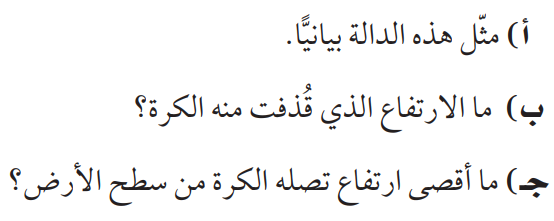 أ) مثّل هذه الدالة بيانيًّا.
ب) ما الارتفاع الذي قُذفت منه الكرة؟
جـ) ما أقصى ارتفاع تصله الكرة من سطح الأرض؟